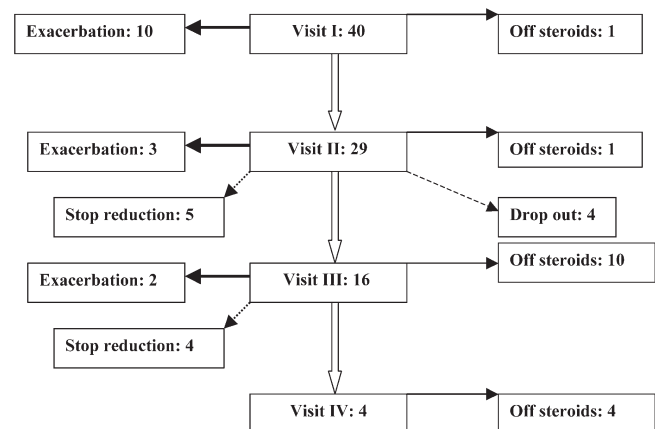 Exacerbation: 10
Visit I: 40
Off steroids: 1
Exacerbation: 3
Visit II: 29
Off steroids: 1
Stop reduction: 5
Drop out: 4
Exacerbation: 2
Visit III: 16
Off steroids: 10
Stop reduction: 4
Visit IV: 4
Off steroids: 4